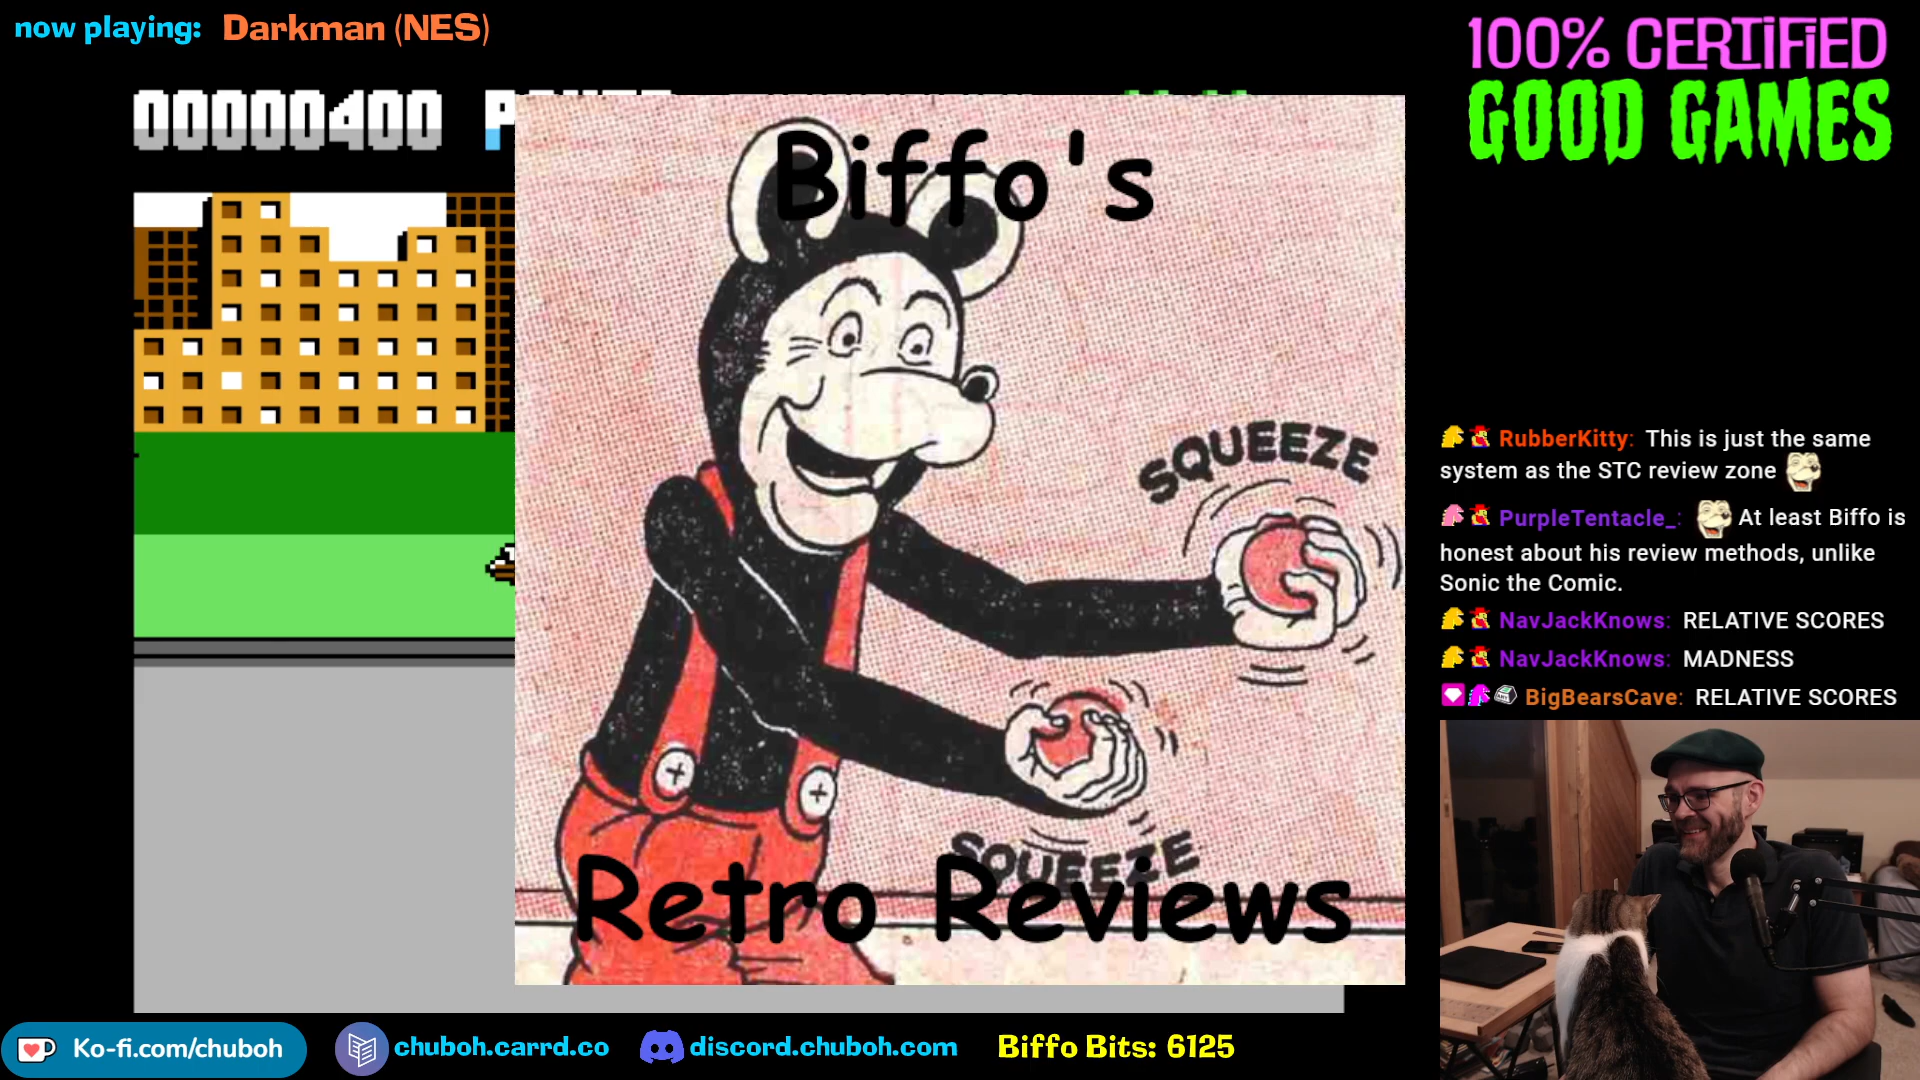 now playing: Darkman (NES)
100% CERTiFiED
GOOD GAMES
00000400
Biffo's
SQUEEZE
SQUEEZE
Retro Reviews
RubberKitty: This is just the same
system as the STC review zone
PurpleTentacle_: At least Biffo is
honest about his review methods, unlike
Sonic the Comic.
NavJackKnows: RELATIVE SCORES
NavJackKnows: MADNESS
BigBearsCave: RELATIVE SCORES
Ko-fi.com/chuboh
chuboh.carrd.co
discord.chuboh.com
Biffo Bits: 6125